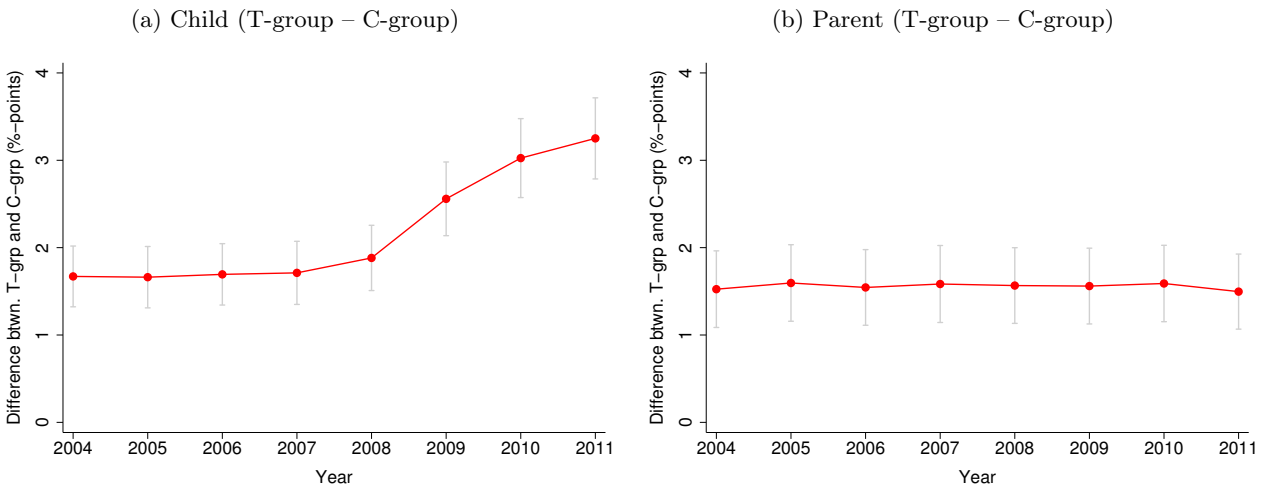 (a) Child (T-group – C-group)
Difference btwn. T−grp and C−grp (%−points)
4
3
2
1
0
2004 2005 2006 2007 2008 2009 2010 2011
Year
(b) Parent (T-group – C-group)
Difference btwn. T−grp and C−grp (%−points)
4
3
2
1
0
2004 2005 2006 2007 2008 2009 2010 2011
Year